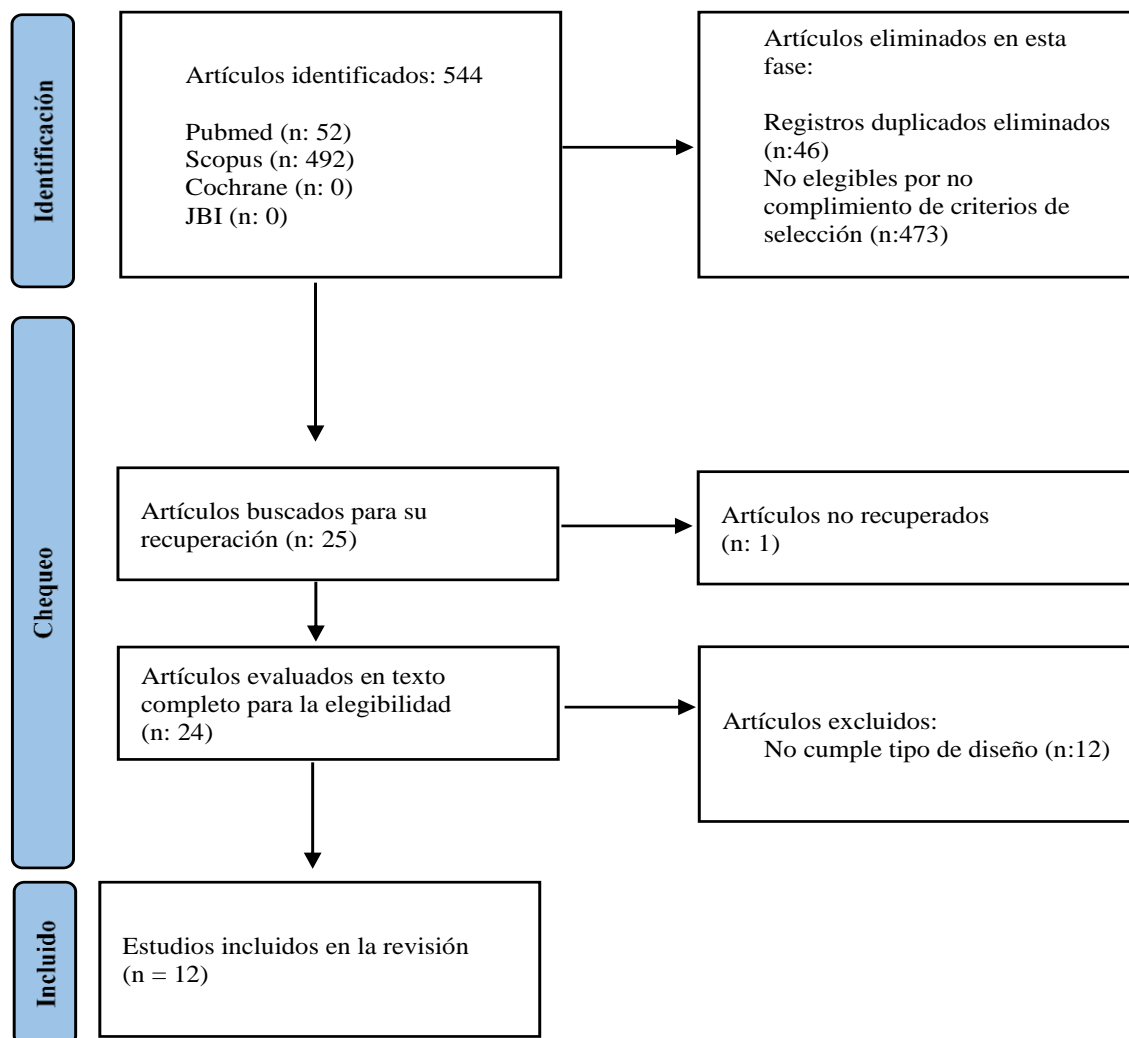 Identificación
Artículos identificados: 544
Pubmed (n: 52)
Scopus (n: 492)
Cochrane (n: 0)
JBI (n: 0)
Artículos eliminados en esta
fase:
Registros duplicados eliminados
(n:46)
No elegibles por no
complimiento de criterios de
selección (n:473)
Chequeo
Artículos buscados para su
recuperación (n: 25)
Artículos no recuperados
(n: 1)
Artículos evaluados en texto
completo para la elegibilidad
(n: 24)
Artículos excluidos:
No cumple tipo de diseño (n:12)
Incluido
Estudios incluidos en la revisión
(n = 12)